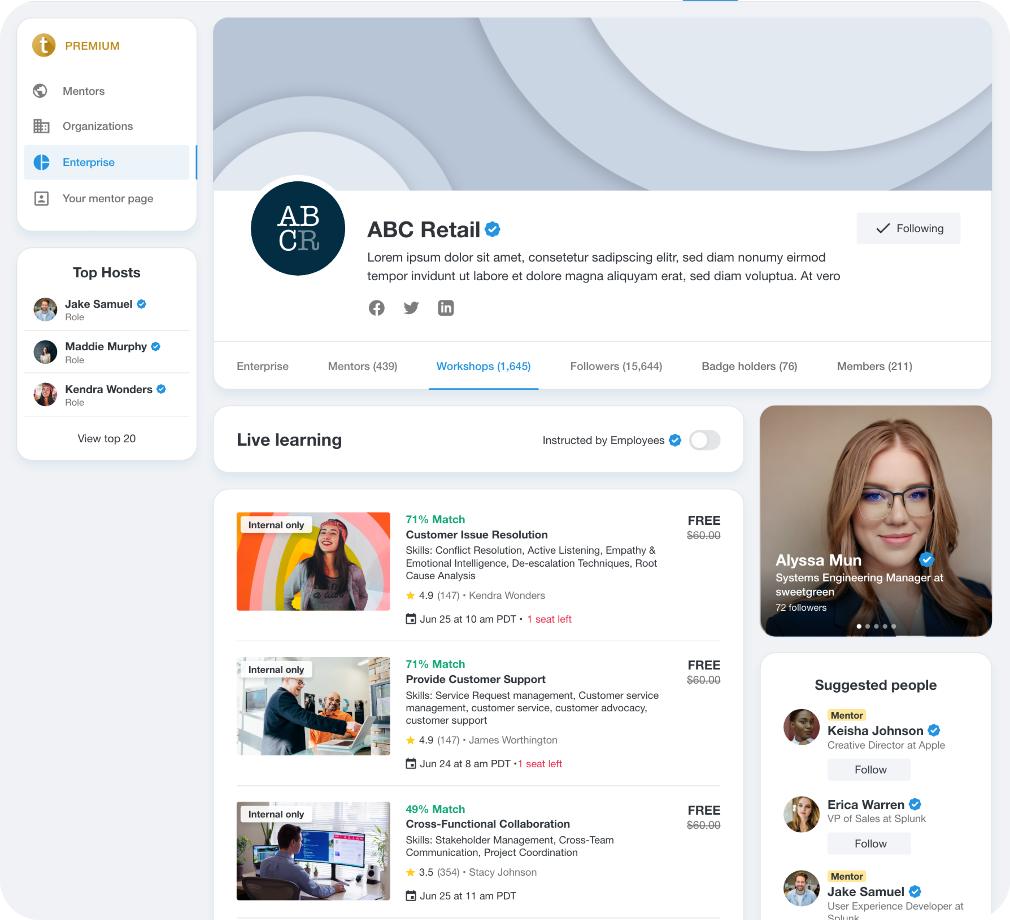 t PREMIUM
Mentors
Organizations
Enterprise
Your mentor page
Top Hosts
Jake Samuel
Role
Maddie Murphy
Role
Kendra Wonders
Role
View top 20
AB
CR
ABC Retail
Following
Lorem ipsum dolor sit amet, consetetur sadipscing elitr, sed diam nonumy eirmod
tempor invidunt ut labore et dolore magna aliquyam erat, sed diam voluptua. At vero
Enterprise
Mentors (439)
Workshops (1,645)
Followers (15,644)
Badge holders (76)
Members (211)
Live learning
Instructed by Employees
Internal only
71% Match
FREE
Customer Issue Resolution
$60.00
Skills: Conflict Resolution, Active Listening, Empathy &
Emotional Intelligence, De-escalation Techniques, Root
Cause Analysis
4.9 (147) • Kendra Wonders
Jun 25 at 10 am PDT • 1 seat left
Internal only
71% Match
FREE
Provide Customer Support
$60.00
Skills: Service Request management, Customer service
management, customer service, customer advocacy,
customer support
4.9 (147) • James Worthington
Jun 24 at 8 am PDT •1 seat left
Internal only
49% Match
FREE
Cross-Functional Collaboration
$60.00
Skills: Stakeholder Management, Cross-Team
Communication, Project Coordination
3.5 (354) • Stacy Johnson
Jun 25 at 11 am PDT
Alyssa Mun
Systems Engineering Manager at
sweetgreen
72 followers
Suggested people
Mentor
Keisha Johnson
Creative Director at Apple
Follow
Erica Warren
VP of Sales at Splunk
Follow
Mentor
Jake Samuel
User Experience Developer at
Splunk